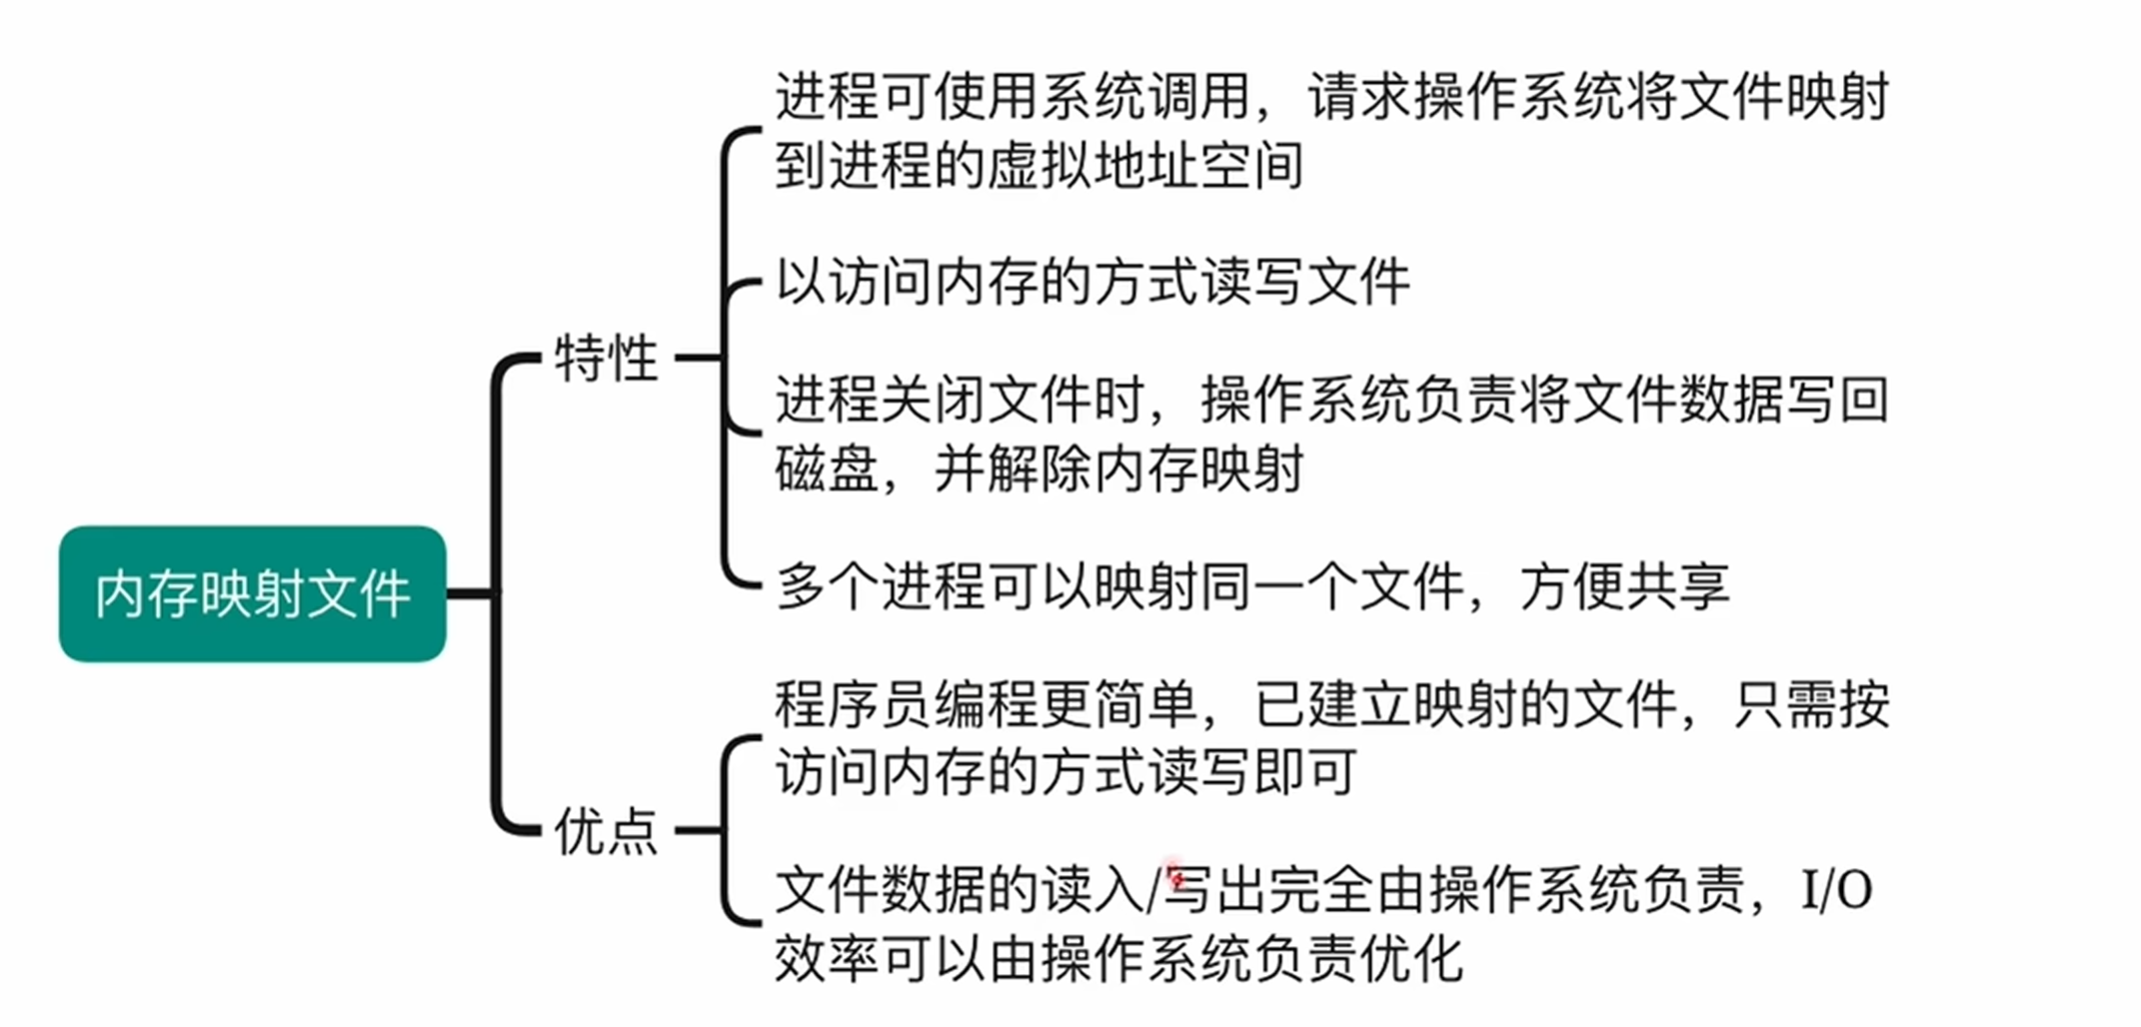 进程可使用系统调用，请求操作系统将文件映射
到进程的虚拟地址空间
以访问内存的方式读写文件
特性
进程关闭文件时，操作系统负责将文件数据写回
磁盘，并解除内存映射
多个进程可以映射同一个文件，方便共享
内存映射文件
程序员编程更简单，已建立映射的文件，只需按
访问内存的方式读写即可
优点
文件数据的读入/写出完全由操作系统负责，I/O
效率可以由操作系统负责优化